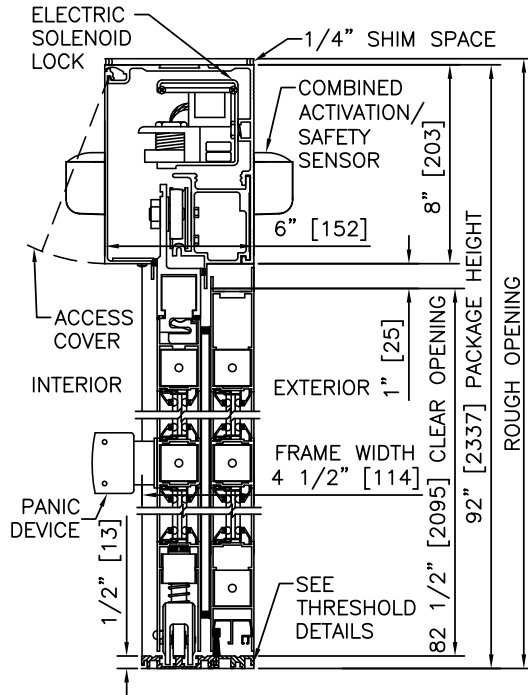 ELECTRIC
SOLENOID
LOCK
1/4" SHIM SPACE
COMBINED
ACTIVATION/
SAFETY
SENSOR
8" [203]
6" [152]
ACCESS
COVER
INTERIOR
EXTERIOR
1" [25]
FRAME WIDTH
4 1/2" [114]
PANIC
DEVICE
1/2" [13]
SEE
THRESHOLD
DETAILS
82 1/2" [2095] CLEAR OPENING
92" [2337] PACKAGE HEIGHT
ROUGH OPENING